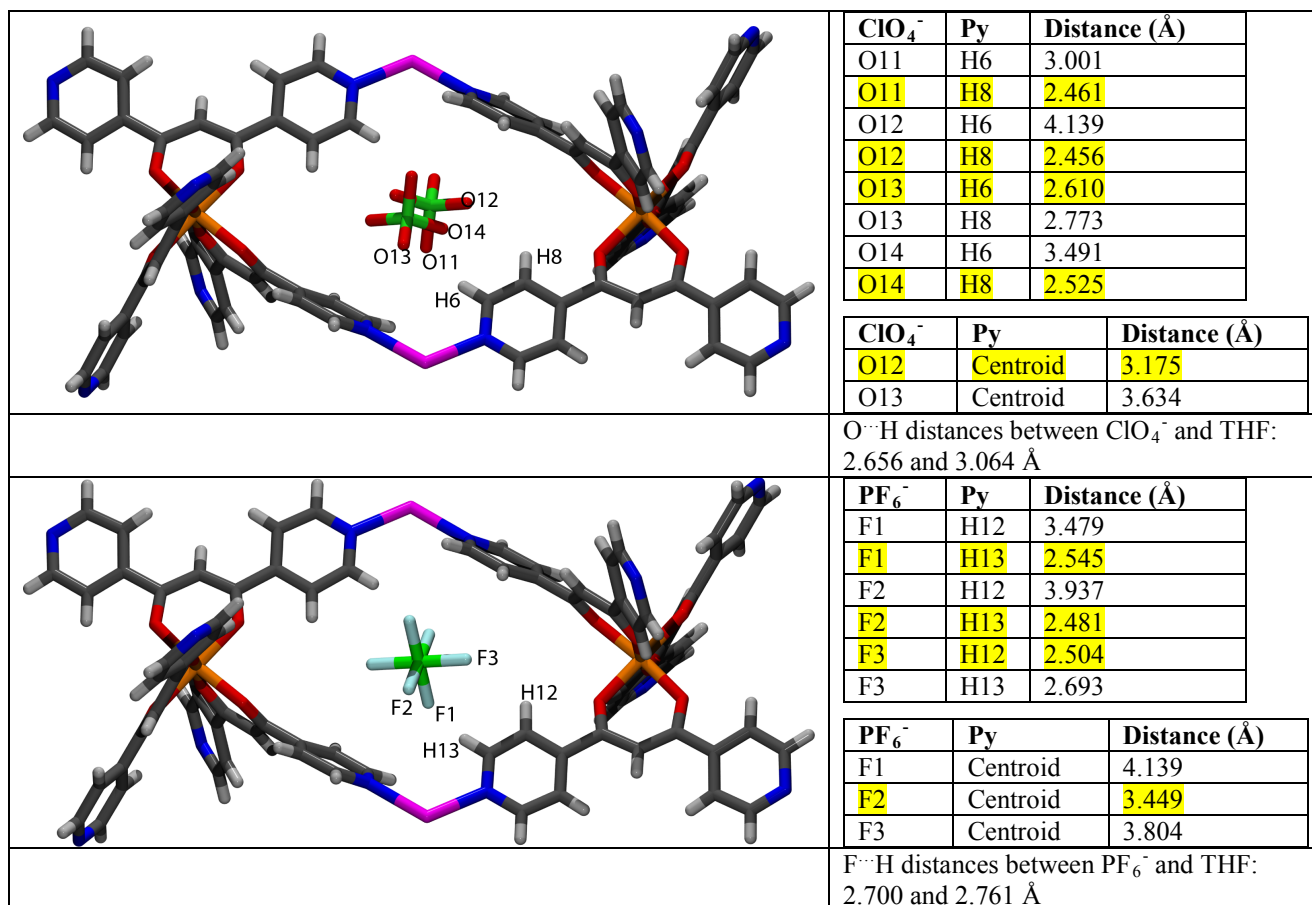 O12
O14
O13 O11
H8
H6
ClO₄⁻ Py Distance (Å)
O11 H6 3.001
O11 H8 2.461
O12 H6 4.139
O12 H8 2.456
O13 H6 2.610
O13 H8 2.773
O14 H6 3.491
O14 H8 2.525
ClO₄⁻ Py Distance (Å)
O12 Centroid 3.175
O13 Centroid 3.634
O···H distances between ClO₄⁻ and THF:
2.656 and 3.064 Å
F3
F2 F1
H12
H13
PF₆⁻ Py Distance (Å)
F1 H12 3.479
F1 H13 2.545
F2 H12 3.937
F2 H13 2.481
F3 H12 2.504
F3 H13 2.693
PF₆⁻ Py Distance (Å)
F1 Centroid 4.139
F2 Centroid 3.449
F3 Centroid 3.804
F···H distances between PF₆⁻ and THF:
2.700 and 2.761 Å